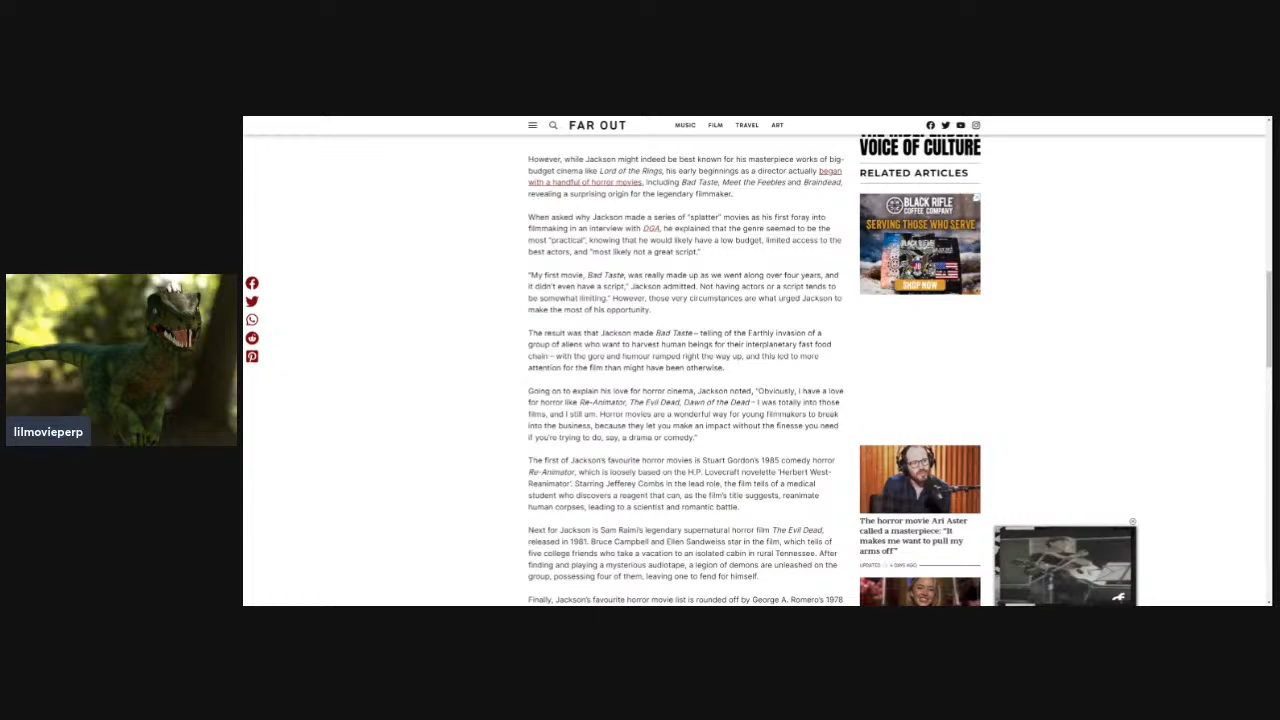 FAR OUT
MUSIC FILM TRAVEL ART
However, while Jackson might indeed be best known for his masterpiece works of big-
budget cinema like Lord of the Rings, his early beginnings as a director actually began
with a handful of horror movies, including Bad Taste, Meet the Feebles and Braindead,
revealing a surprising origin for the legendary filmmaker.
When asked why Jackson made a series of "splatter" movies as his first foray into
filmmaking in an interview with DGA, he explained that the genre seemed to be the
most "practical", knowing that he would likely have a low budget, limited access to the
best actors, and "most likely not a great script."
"My first movie, Bad Taste, was really made up as we went along over four years, and
it didn't even have a script," Jackson admitted. Not having actors or a script tends to
be somewhat limiting." However, those very circumstances are what urged Jackson to
make the most of his opportunity.
The result was that Jackson made Bad Taste – telling of the Earthly invasion of a
group of aliens who want to harvest human beings for their interplanetary fast food
chain – with the gore and humour ramped right the way up, and this led to more
attention for the film than might have been otherwise.
Going on to explain his love for horror cinema, Jackson noted, "Obviously, I have a love
for horror like Re-Animator, The Evil Dead, Dawn of the Dead – I was totally into those
films, and I still am. Horror movies are a wonderful way for young filmmakers to break
into the business, because they let you make an impact without the finesse you need
if you're trying to do, say, a drama or comedy."
The first of Jackson's favourite horror movies is Stuart Gordon's 1985 comedy horror
Re-Animator, which is loosely based on the H.P. Lovecraft novelette 'Herbert West-
Reanimator'. Starring Jefferey Combs in the lead role, the film tells of a medical
student who discovers a reagent that can, as the film's title suggests, reanimate
human corpses, leading to a scientist and romantic battle.
Next for Jackson is Sam Raimi's legendary supernatural horror film The Evil Dead,
released in 1981. Bruce Campbell and Ellen Sandweiss star in the film, which tells of
five college friends who take a vacation to an isolated cabin in rural Tennessee. After
finding and playing a mysterious audiotape, a legion of demons are unleashed on the
group, possessing four of them, leaving one to fend for himself.
Finally, Jackson's favourite horror movie list is rounded off by George A. Romero's 1978
THE INDEPENDENT
VOICE OF CULTURE
RELATED ARTICLES
BLACK RIFLE
COFFEE COMPANY
SERVING THOSE WHO SERVE
SHOP NOW
The horror movie Ari Aster
called a masterpiece: "It
makes me want to pull my
arms off"
UPDATED 4 DAYS AGO
lilmovieperp